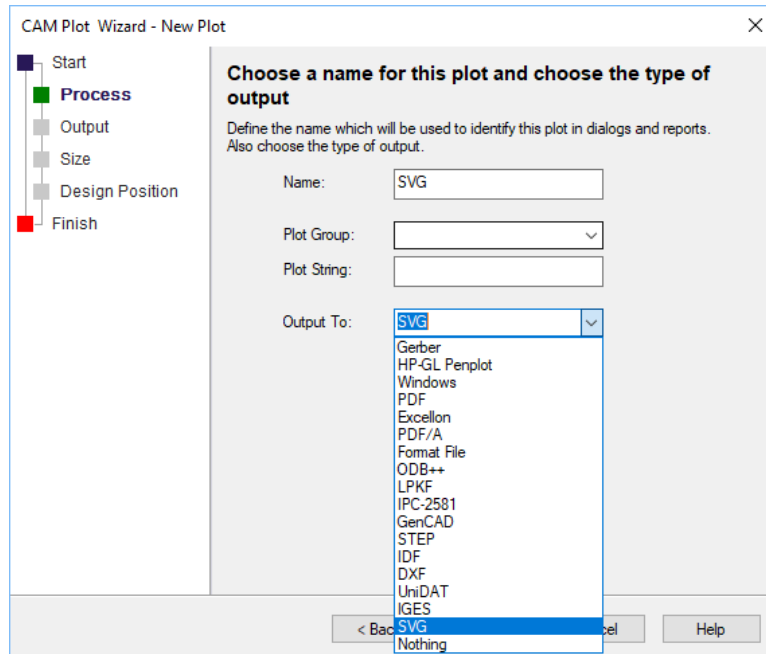 CAM Plot Wizard - New Plot
Start
Process
Output
Size
Design Position
Finish
Choose a name for this plot and choose the type of
output
Define the name which will be used to identify this plot in dialogs and reports.
Also choose the type of output.
Name: SVG
Plot Group:
Plot String:
Output To: SVG
Gerber
HP-GL Penplot
Windows
PDF
Excellon
PDF/A
Format File
ODB++
LPKF
IPC-2581
GenCAD
STEP
IDF
DXF
UniDAT
IGES
SVG
Nothing
< Bac
cel
Help